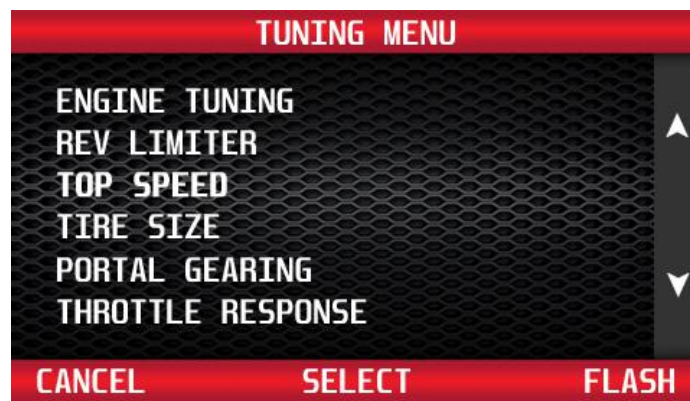 TUNING MENU
ENGINE TUNING
REV LIMITER
TOP SPEED
TIRE SIZE
PORTAL GEARING
THROTTLE RESPONSE
CANCEL SELECT FLASH